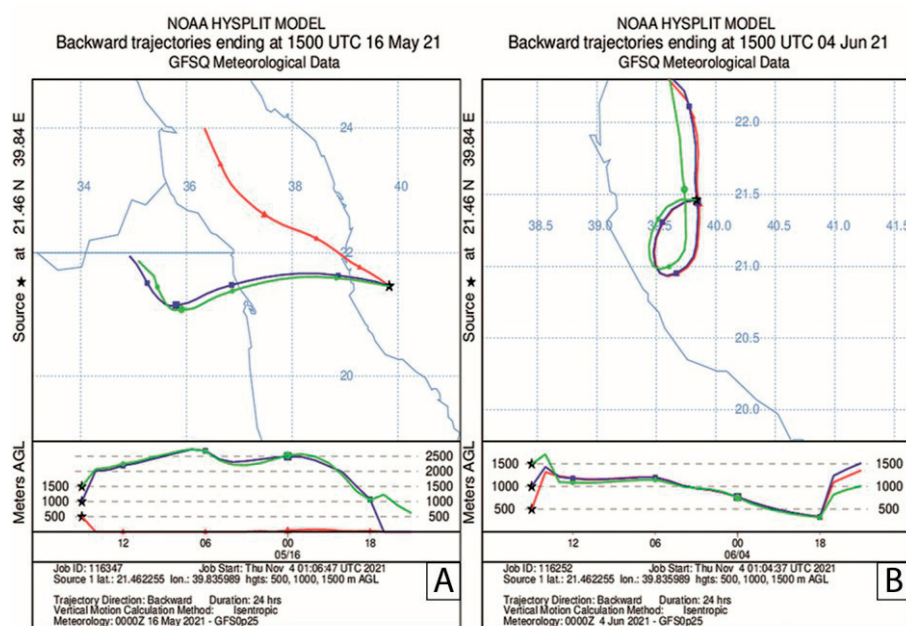 NOAA HYSPLIT MODEL
Backward trajectories ending at 1500 UTC 16 May 21
GFSQ Meteorological Data
Source ★ at 21.46 N 39.84 E
24
34
36
38
40
22
20
Meters AGL
1500
1000
500
2500
2000
1500
1000
500
12
06
00
18
05/16
Job ID: 116347 Job Start: Thu Nov 4 01:06:47 UTC 2021
Source 1 lat.: 21.462255 lon.: 39.835989 hgts: 500, 1000, 1500 m AGL
Trajectory Direction: Backward Duration: 24 hrs
Vertical Motion Calculation Method: Isentropic
Meteorology: 0000Z 16 May 2021 - GFS0p25
A
NOAA HYSPLIT MODEL
Backward trajectories ending at 1500 UTC 04 Jun 21
GFSQ Meteorological Data
Source ★ at 21.46 N 39.84 E
22.0
21.5
38.5
39.0
39.5
40.0
40.5
41.0
41.5
21.0
20.5
20.0
Meters AGL
1500
1000
500
1500
1000
500
12
06
00
18
06/04
Job ID: 116252 Job Start: Thu Nov 4 01:04:37 UTC 2021
Source 1 lat.: 21.462255 lon.: 39.835989 hgts: 500, 1000, 1500 m AGL
Trajectory Direction: Backward Duration: 24 hrs
Vertical Motion Calculation Method: Isentropic
Meteorology: 0000Z 4 Jun 2021 - GFS0p25
B